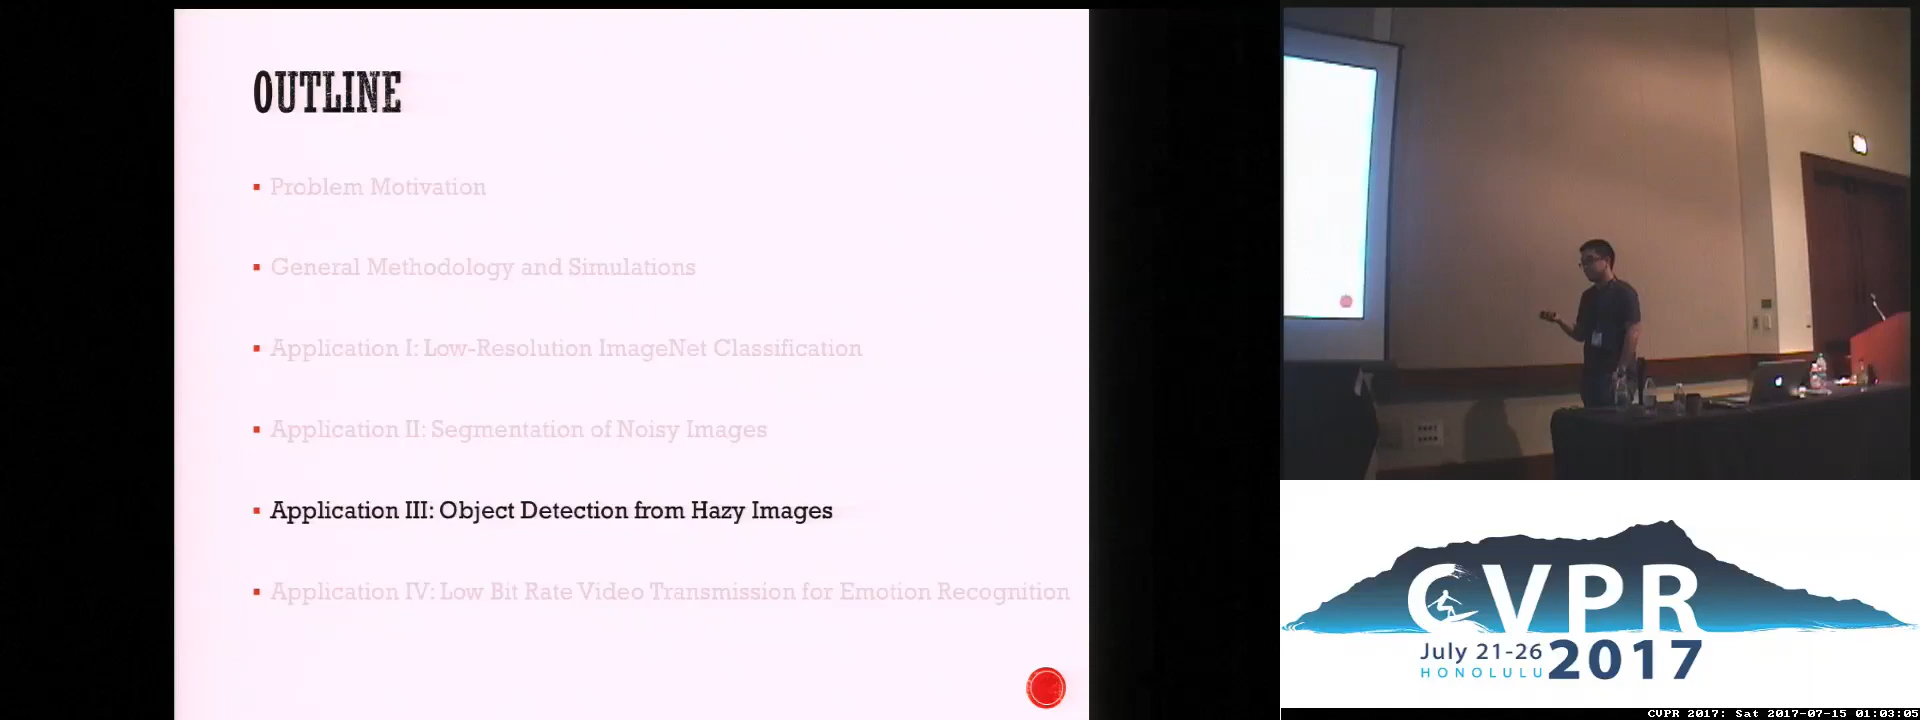 OUTLINE
Problem Motivation
General Methodology and Simulations
Application I: Low-Resolution ImageNet Classification
Application II: Segmentation of Noisy Images
Application III: Object Detection from Hazy Images
Application IV: Low Bit Rate Video Transmission for Emotion Recognition
CVPR
July 21-26
HONOLULU
2017
CVPR 2017: Sat 2017-07-15 01:03:05